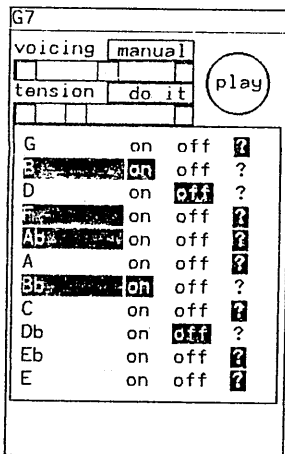 G7
voicing manual
play
tension do it
G on off ?
B on off ?
D on off ?
on off ?
Ab on off ?
A on off ?
Bb on off ?
C on off ?
Db on off ?
Eb on off ?
E on off ?